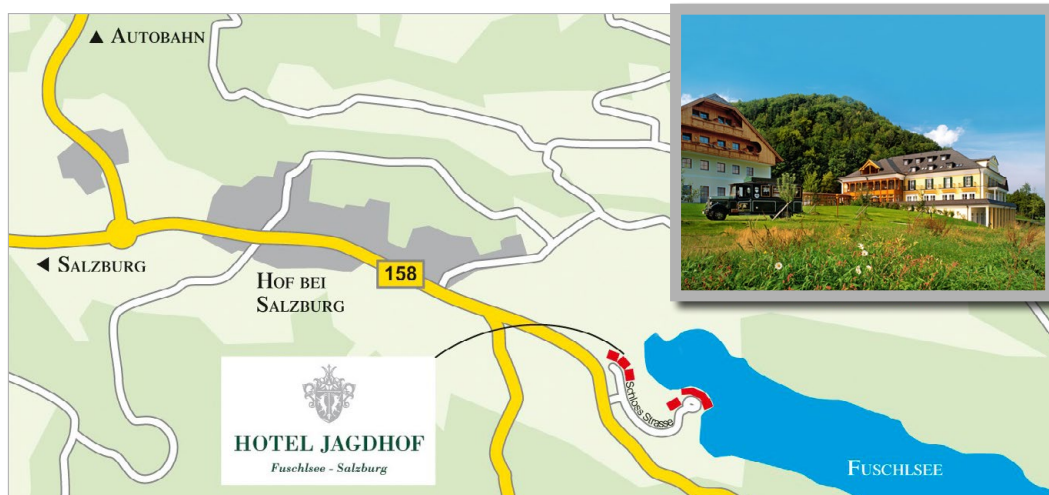 ▲ AUTOBAHN
◀ SALZBURG
HOF BEI
SALZBURG
158
Schloss Strasse
HOTEL JAGDHOF
Fuschlsee - Salzburg
FUSCHLSEE